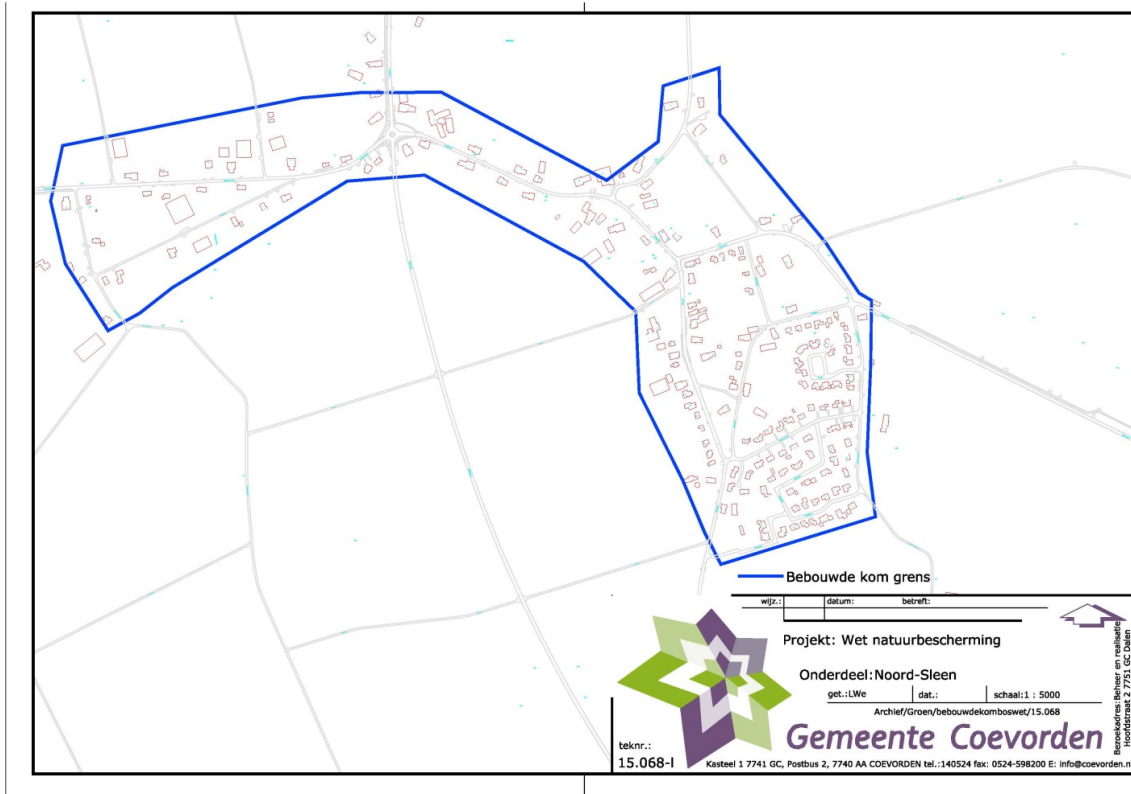 Bebouwde kom grens
wijz.: datum: betreft:
Projekt: Wet natuurbescherming
Onderdeel:Noord-Sleen
get.:LWe dat.: schaal:1 : 5000
Archief/Groen/bebouwdekomboswet/15.068
Gemeente Coevorden
teknr.:
15.068-I
Kasteel 1 7741 GC, Postbus 2, 7740 AA COEVORDEN tel.:140524 fax: 0524-598200 E: info@coevorden.n
Bezoekadres:Beheer en realisatie
Hoofdstraat 2 7751 GC Dalen